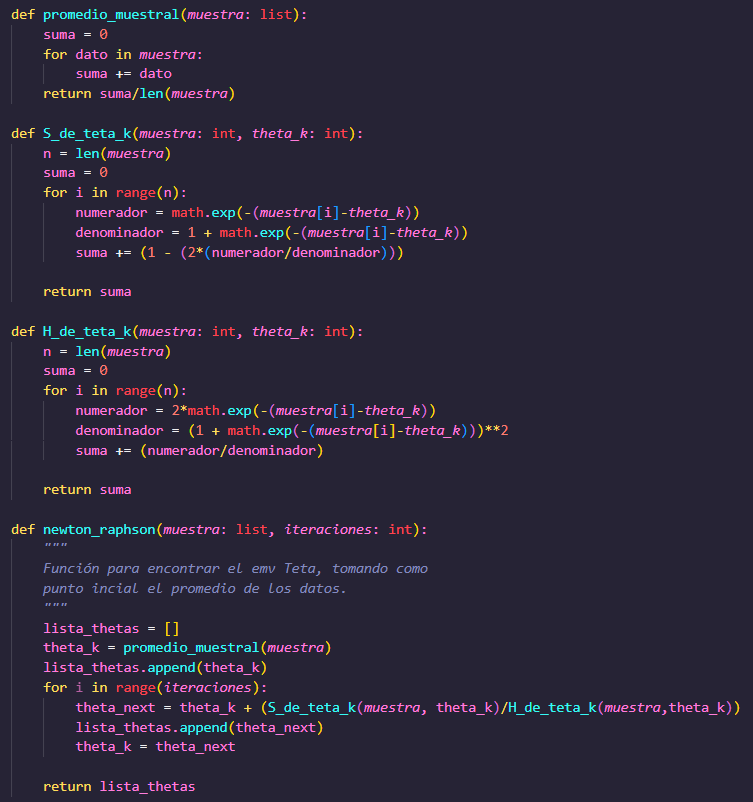 def promedio_muestral(muestra: list):
    suma = 0
    for dato in muestra:
        suma += dato
    return suma/len(muestra)

def S_de_teta_k(muestra: int, theta_k: int):
    n = len(muestra)
    suma = 0
    for i in range(n):
        numerador = math.exp(-(muestra[i]-theta_k))
        denominador = 1 + math.exp(-(muestra[i]-theta_k))
        suma += (1 - (2*(numerador/denominador)))

    return suma

def H_de_teta_k(muestra: int, theta_k: int):
    n = len(muestra)
    suma = 0
    for i in range(n):
        numerador = 2*math.exp(-(muestra[i]-theta_k))
        denominador = (1 + math.exp(-(muestra[i]-theta_k)))**2
        suma += (numerador/denominador)

    return suma

def newton_raphson(muestra: list, iteraciones: int):
    """
    Función para encontrar el emv Teta, tomando como
    punto incial el promedio de los datos.
    """
    lista_thetas = []
    theta_k = promedio_muestral(muestra)
    lista_thetas.append(theta_k)
    for i in range(iteraciones):
        theta_next = theta_k + (S_de_teta_k(muestra, theta_k)/H_de_teta_k(muestra,theta_k))
        lista_thetas.append(theta_next)
        theta_k = theta_next

    return lista_thetas